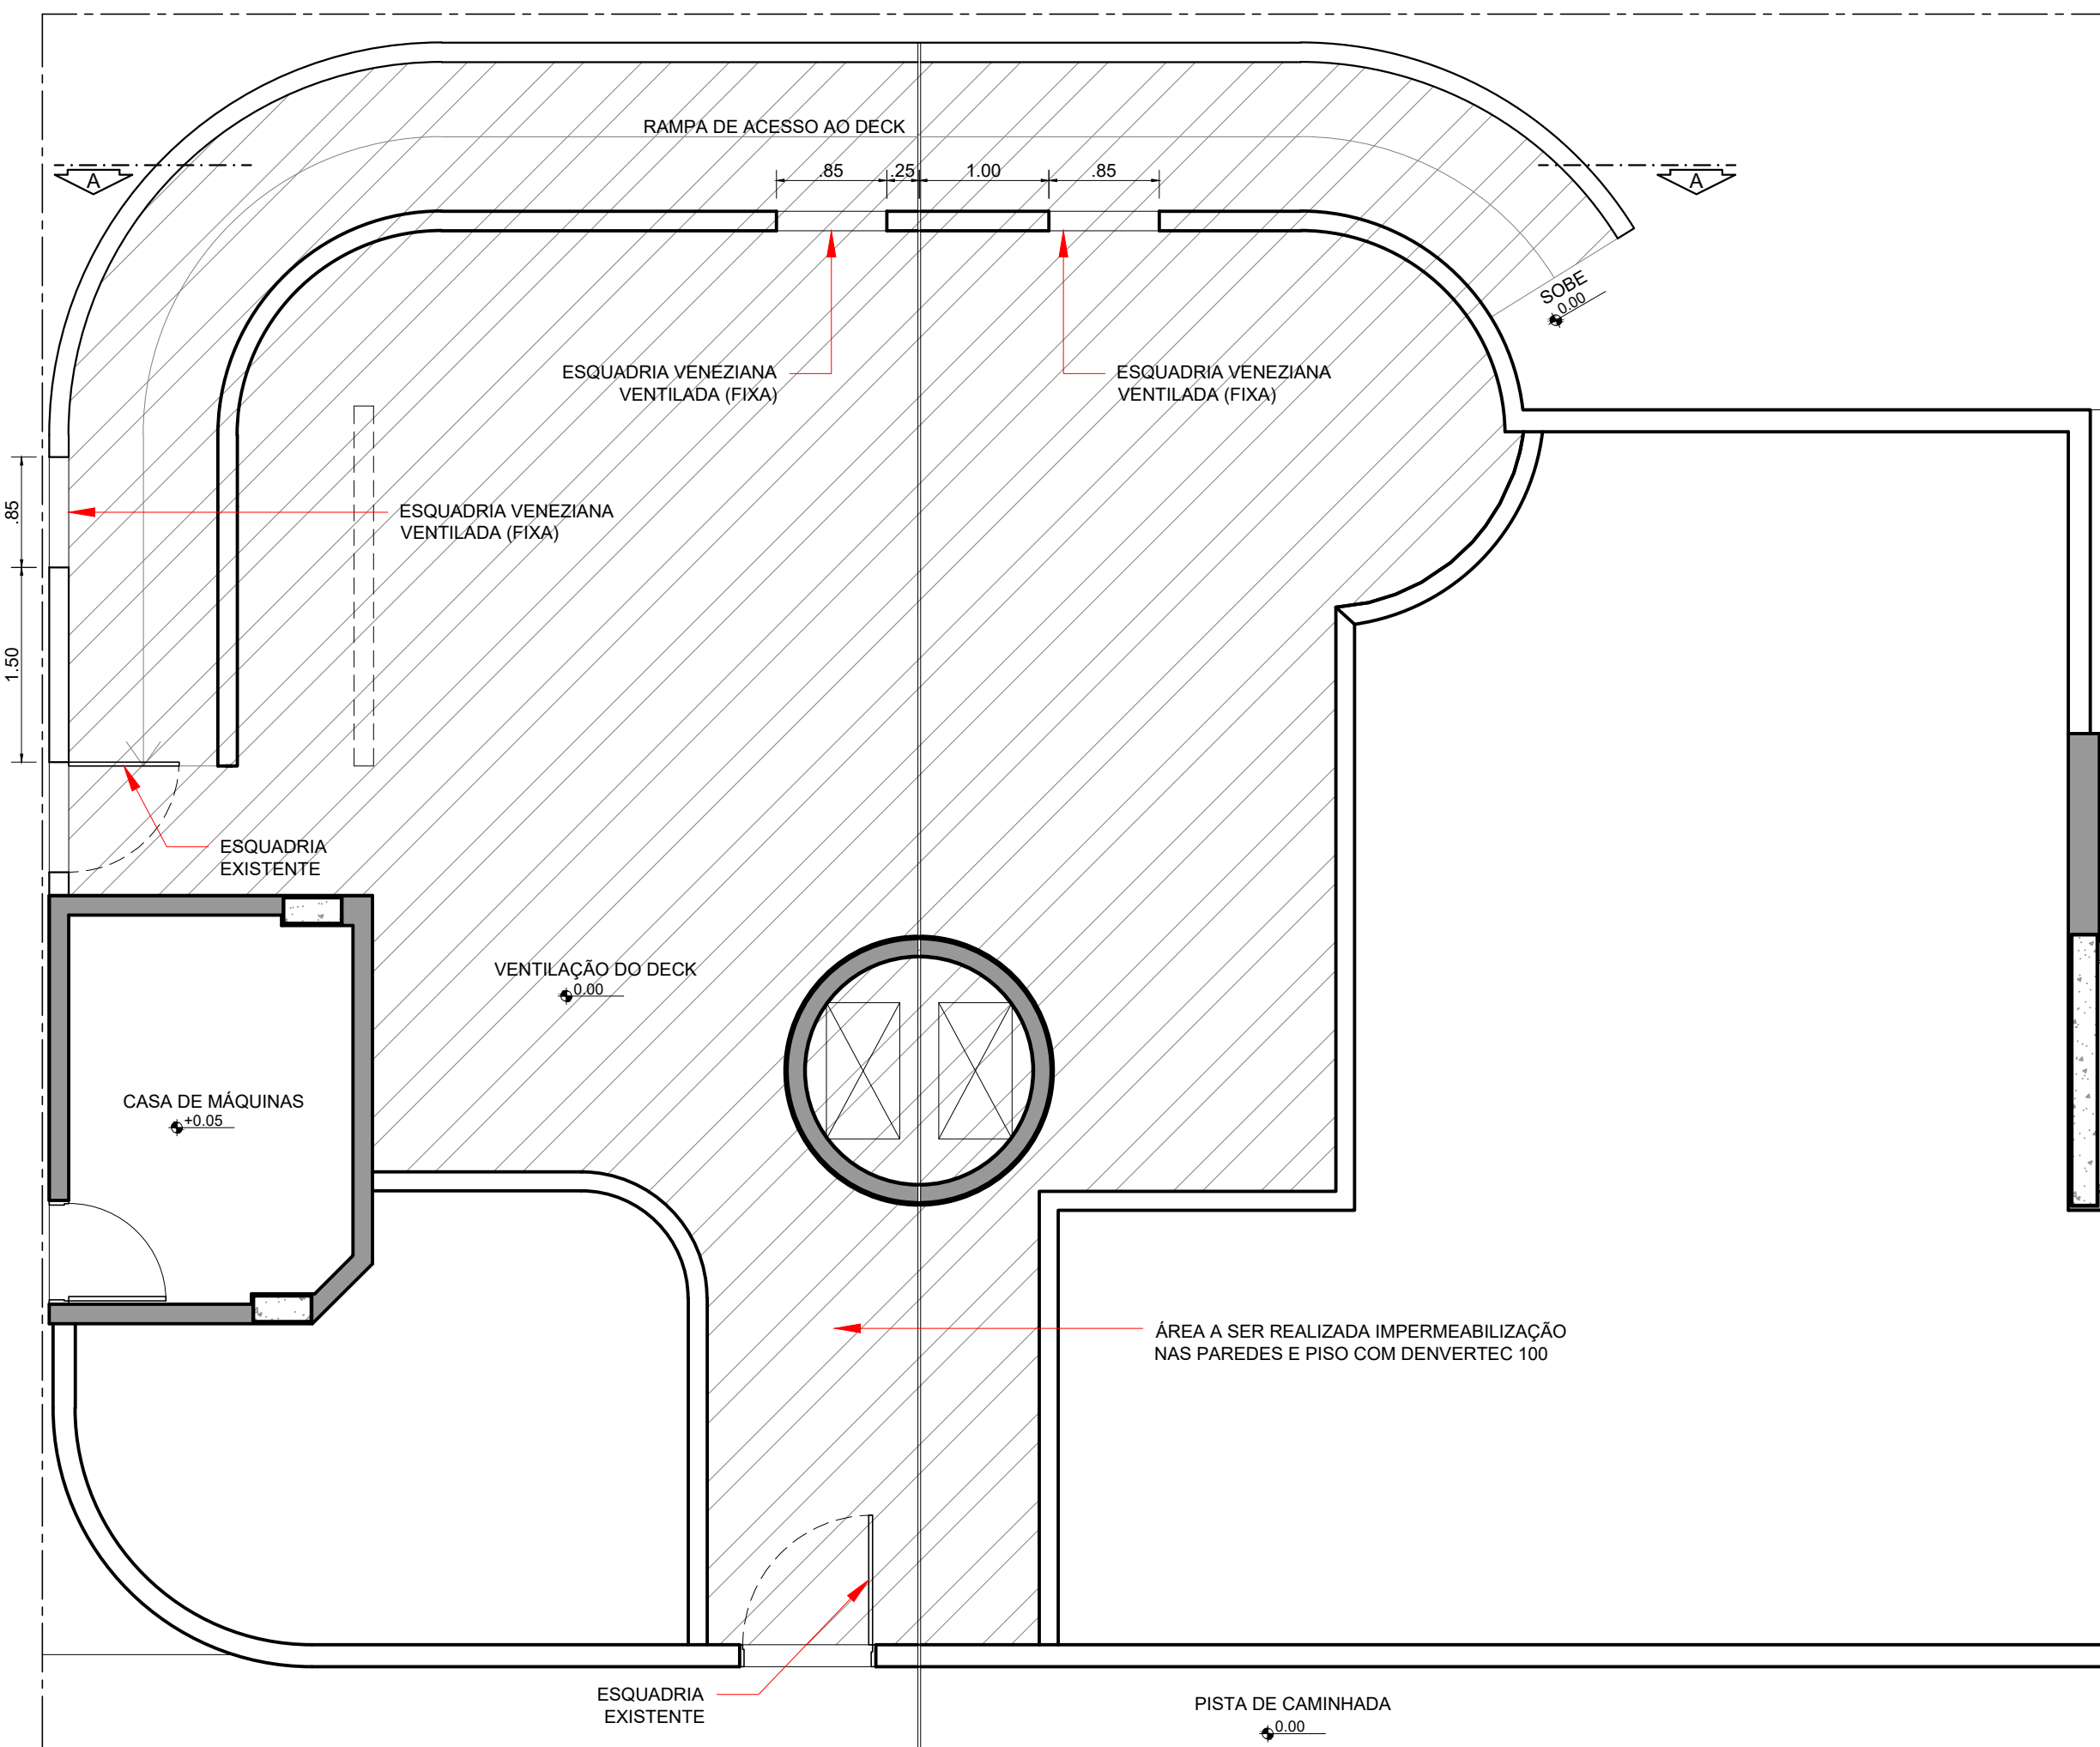 RAMPA DE ACESSO AO DECK
A
A
.85
.25
1.00
.85
SOBE
0.00
ESQUADRIA VENEZIANA
VENTILADA (FIXA)
ESQUADRIA VENEZIANA
VENTILADA (FIXA)
.85
ESQUADRIA VENEZIANA
VENTILADA (FIXA)
1.50
ESQUADRIA
EXISTENTE
VENTILAÇÃO DO DECK
0.00
CASA DE MÁQUINAS
+0.05
ÁREA A SER REALIZADA IMPERMEABILIZAÇÃO
NAS PAREDES E PISO COM DENVERTEC 100
ESQUADRIA
EXISTENTE
PISTA DE CAMINHADA
0.00